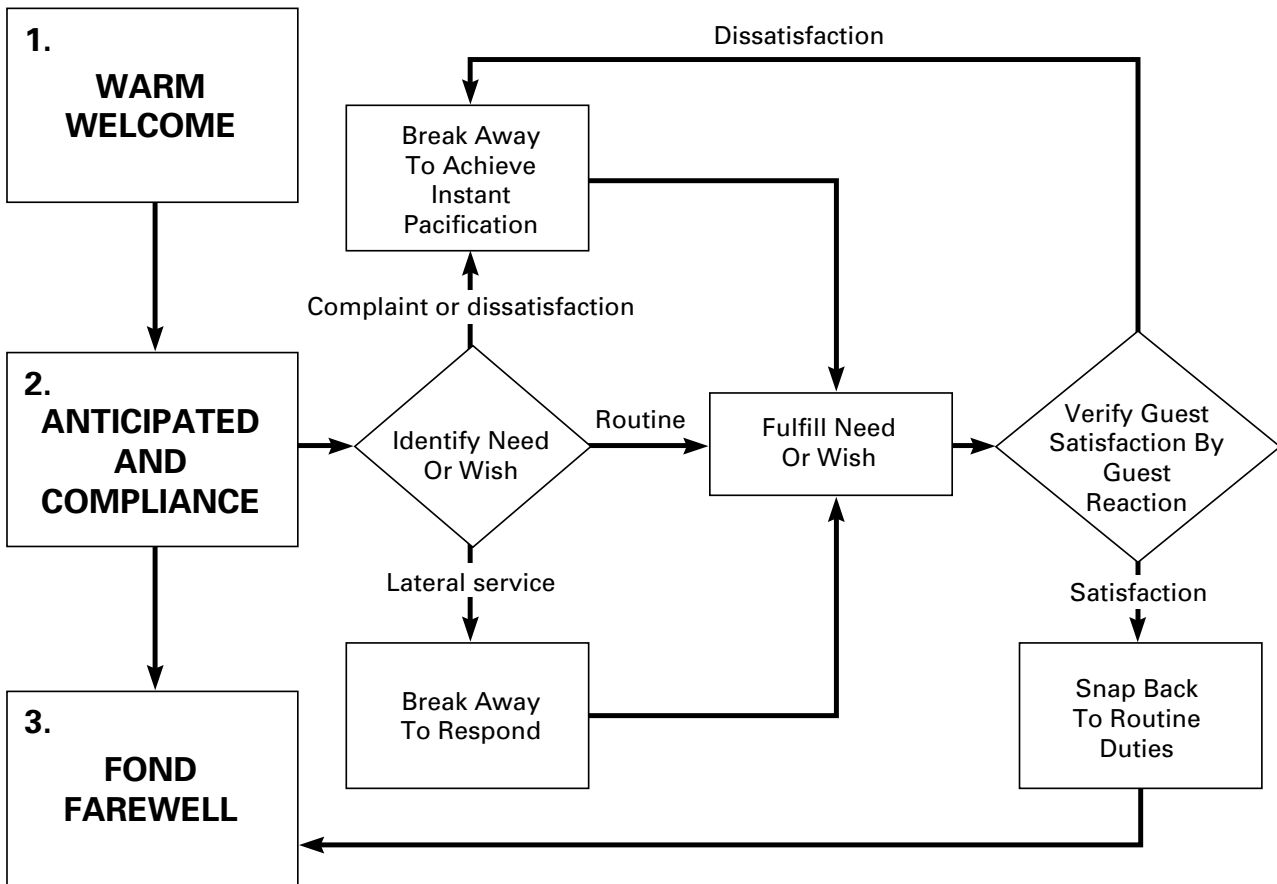 1.
WARM
WELCOME
Dissatisfaction
Break Away
To Achieve
Instant
Pacification
Complaint or dissatisfaction
2.
ANTICIPATED
AND
COMPLIANCE
Identify Need
Or Wish
Routine
Fulfill Need
Or Wish
Verify Guest
Satisfaction By
Guest
Reaction
Lateral service
Satisfaction
Break Away
To Respond
Snap Back
To Routine
Duties
3.
FOND
FAREWELL